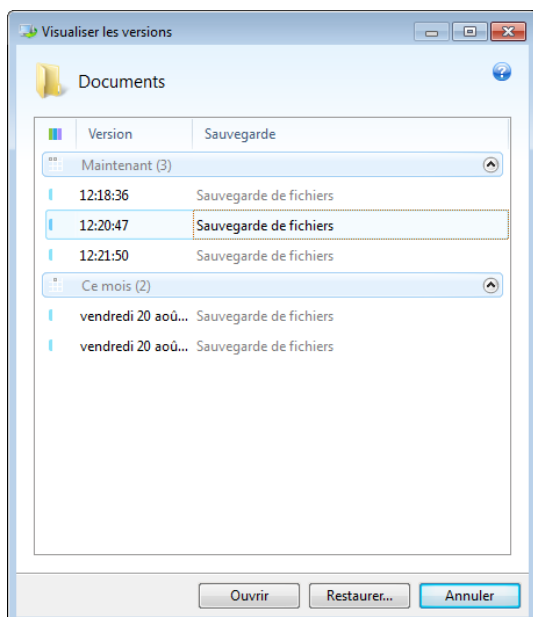 Visualiser les versions
Documents
Version Sauvegarde
Maintenant (3)
12:18:36 Sauvegarde de fichiers
12:20:47 Sauvegarde de fichiers
12:21:50 Sauvegarde de fichiers
Ce mois (2)
vendredi 20 aoû... Sauvegarde de fichiers
vendredi 20 aoû... Sauvegarde de fichiers
Ouvrir Restaurer... Annuler